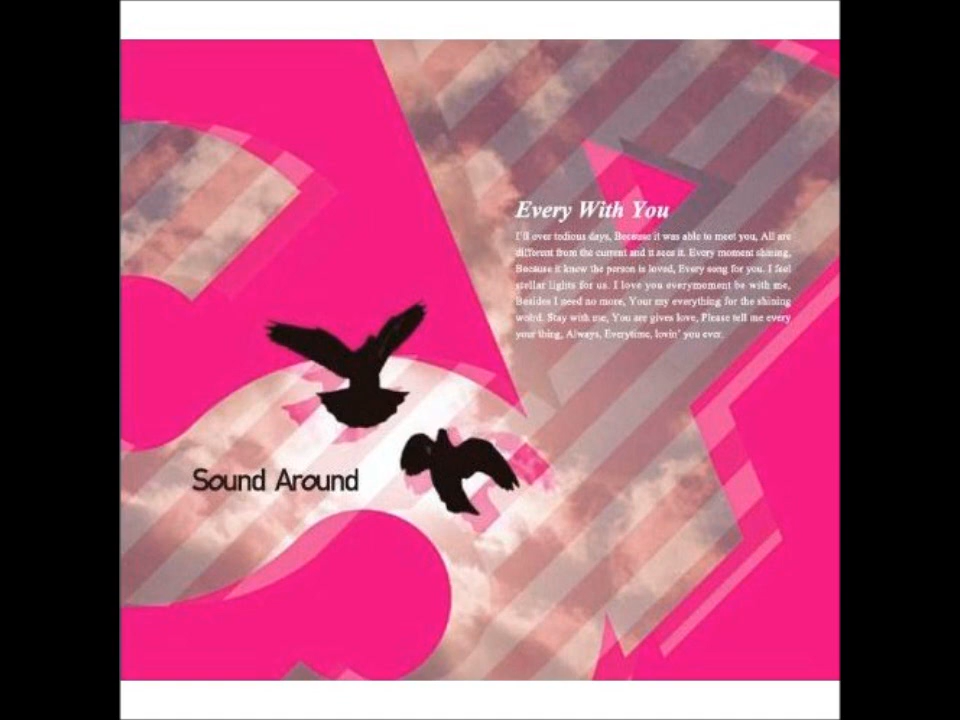 Every With You
I'll over tedious days, Because it was able to meet you, All are
different from the current and it sees it. Every moment shining,
Because it knew the person is loved, Every song for you. I feel
stellar lights for us. I love you everymoment be with me,
Besides I need no more, Your my everything for the shining
world. Stay with me, You are gives love, Please tell me every
your thing, Always, Everytime, lovin' you ever.
Sound Around